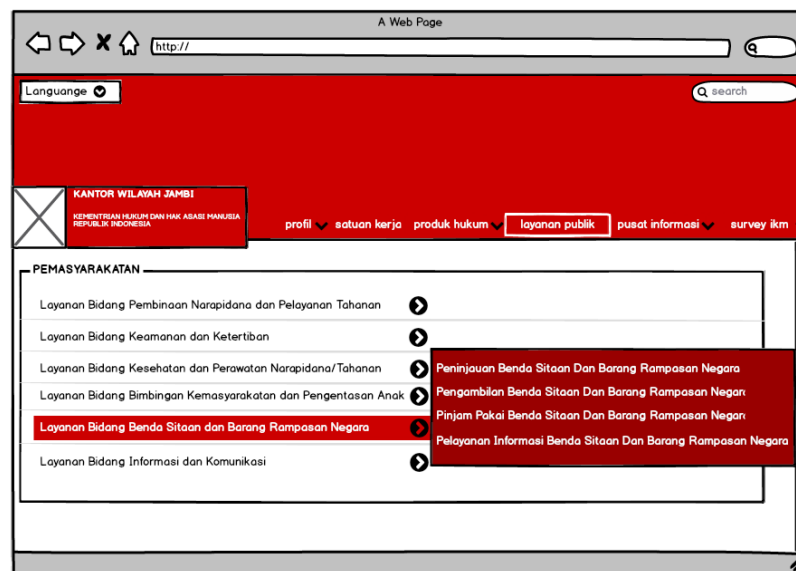 A Web Page
http://
Languange
search
KANTOR WILAYAH JAMBI
KEMENTRIAN HUKUM DAN HAK ASASI MANUSIA
REPUBLIK INDONESIA
profil satuan kerja produk hukum layanan publik pusat informasi survey ikm
PEMASYARAKATAN
Layanan Bidang Pembinaan Narapidana dan Pelayanan Tahanan
Layanan Bidang Keamanan dan Ketertiban
Layanan Bidang Kesehatan dan Perawatan Narapidana/Tahanan
Layanan Bidang Bimbingan Kemasyarakatan dan Pengentasan Anak
Layanan Bidang Benda Sitaan dan Barang Rampasan Negara
Layanan Bidang Informasi dan Komunikasi
Peninjauan Benda Sitaan Dan Barang Rampasan Negara
Pengambilan Benda Sitaan Dan Barang Rampasan Negara
Pinjam Pakai Benda Sitaan Dan Barang Rampasan Negara
Pelayanan Informasi Benda Sitaan Dan Barang Rampasan Negara